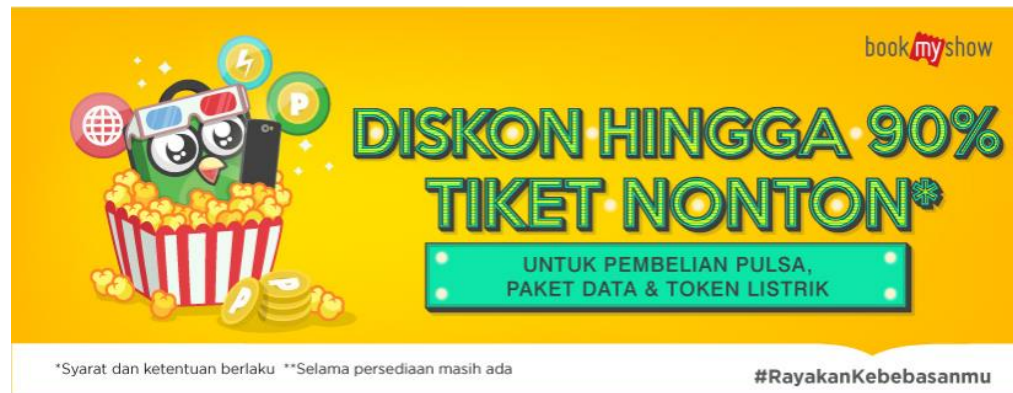 bookmyshow
DISKON HINGGA 90%
TIKET NONTON*
UNTUK PEMBELIAN PULSA,
PAKET DATA & TOKEN LISTRIK
P
P
P
*Syarat dan ketentuan berlaku **Selama persediaan masih ada
#RayakanKebebasanmu